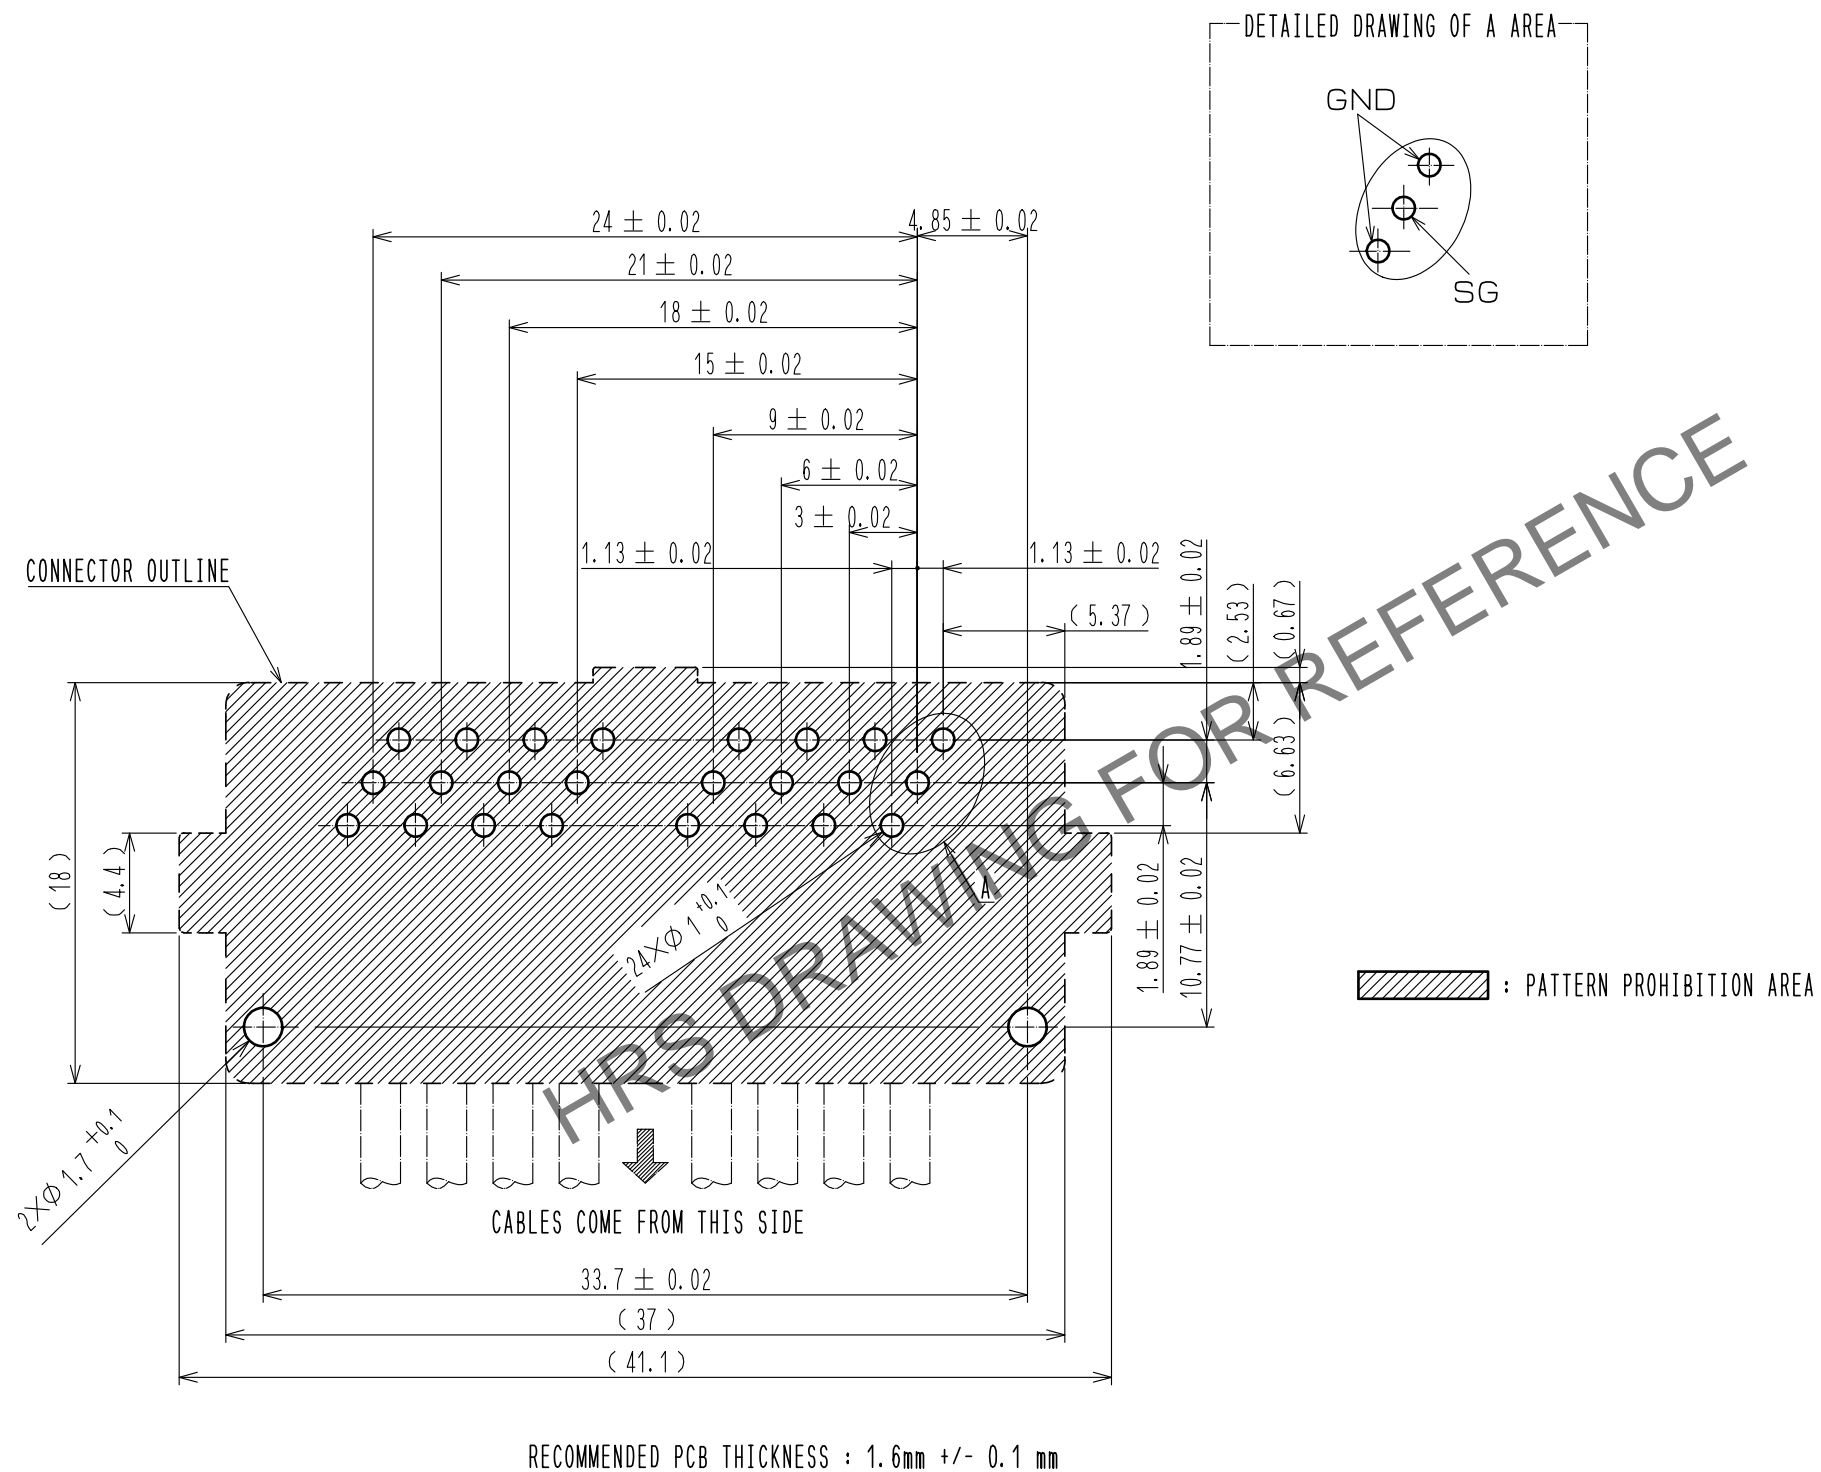 DETAILED DRAWING OF A AREA
GND
SG
24 ± 0.02
4.85 ± 0.02
21 ± 0.02
18 ± 0.02
15 ± 0.02
9 ± 0.02
6 ± 0.02
3 ± 0.02
1.13 ± 0.02
1.13 ± 0.02
1.89 ± 0.02
(2.53)
(0.67)
CONNECTOR OUTLINE
(5.37)
(6.63)
(18)
(4.4)
24×Ø1 +0.1 0
A
1.89 ± 0.02
10.77 ± 0.02
: PATTERN PROHIBITION AREA
2×Ø1.7 +0.1 0
HRS DRAWING FOR REFERENCE
CABLES COME FROM THIS SIDE
33.7 ± 0.02
(37)
(41.1)
RECOMMENDED PCB THICKNESS : 1.6mm +/- 0.1 mm